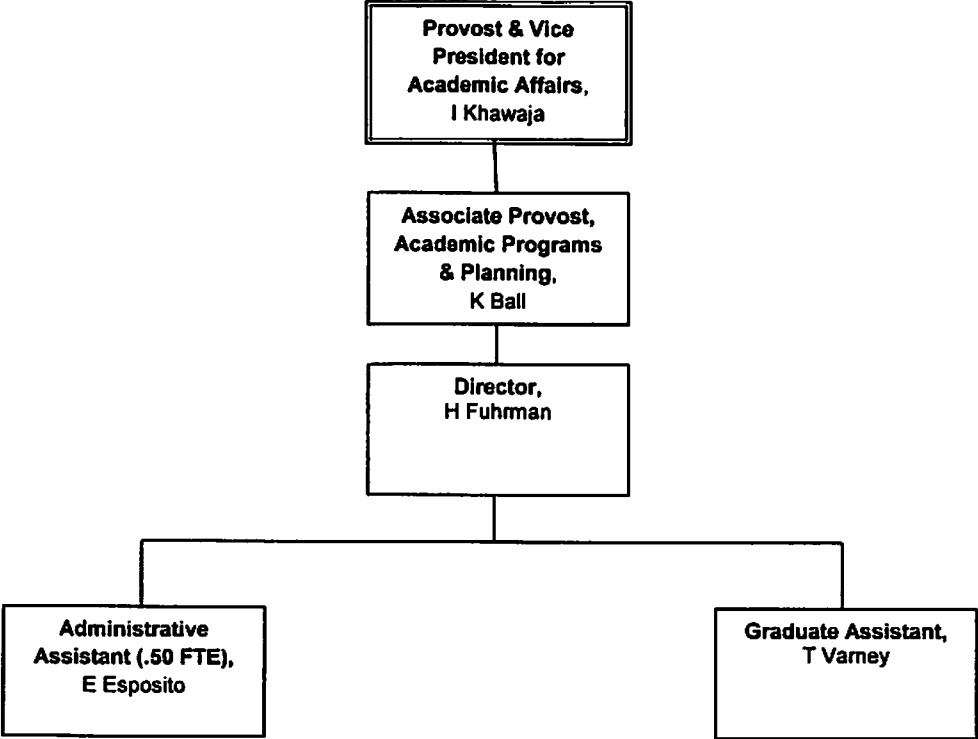 Provost & Vice
President for
Academic Affairs,
I Khawaja
Associate Provost,
Academic Programs
& Planning,
K Ball
Director,
H Fuhrman
Administrative
Assistant (.50 FTE),
E Esposito
Graduate Assistant,
T Varney